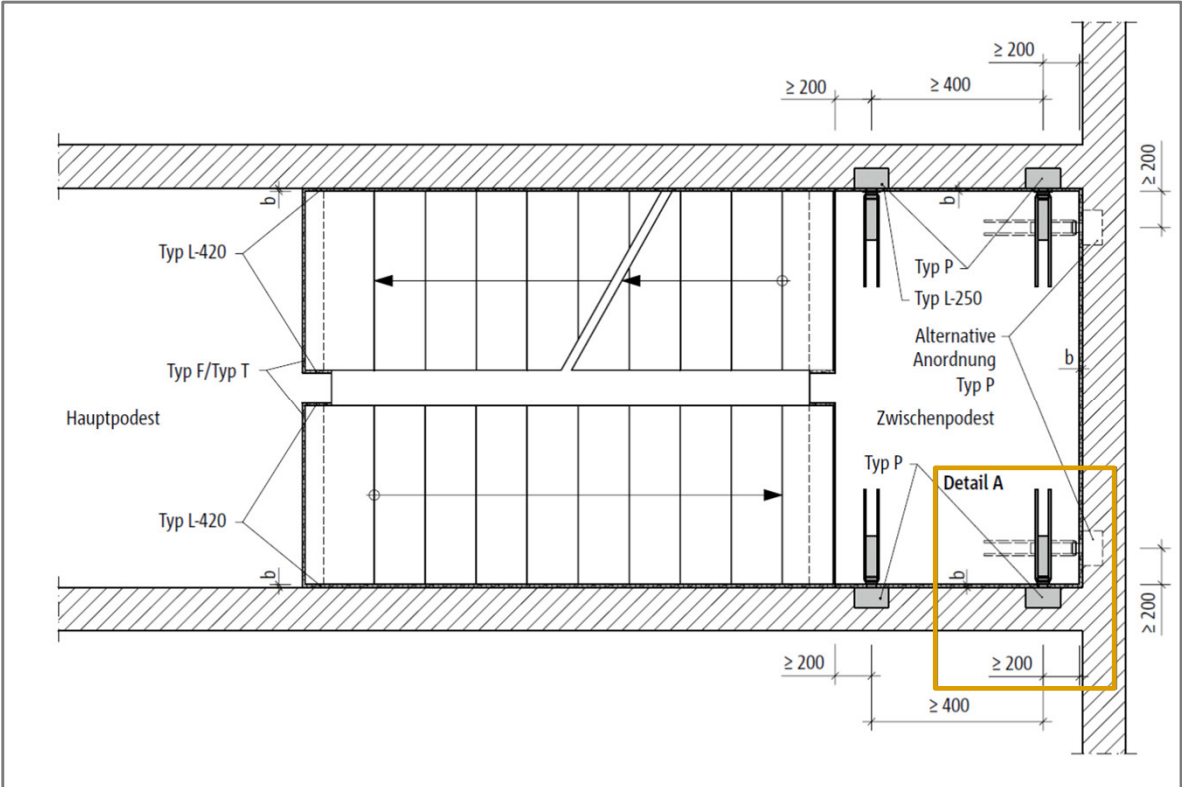 ≥ 200
≥ 200
≥ 400
≥ 200
b
b
Typ L-420
Typ P
Typ L-250
Alternative
Anordnung
Typ P
b
Typ F/Typ T
Hauptpodest
Zwischenpodest
Typ P
Detail A
Typ L-420
b
b
≥ 200
≥ 200
≥ 200
≥ 400